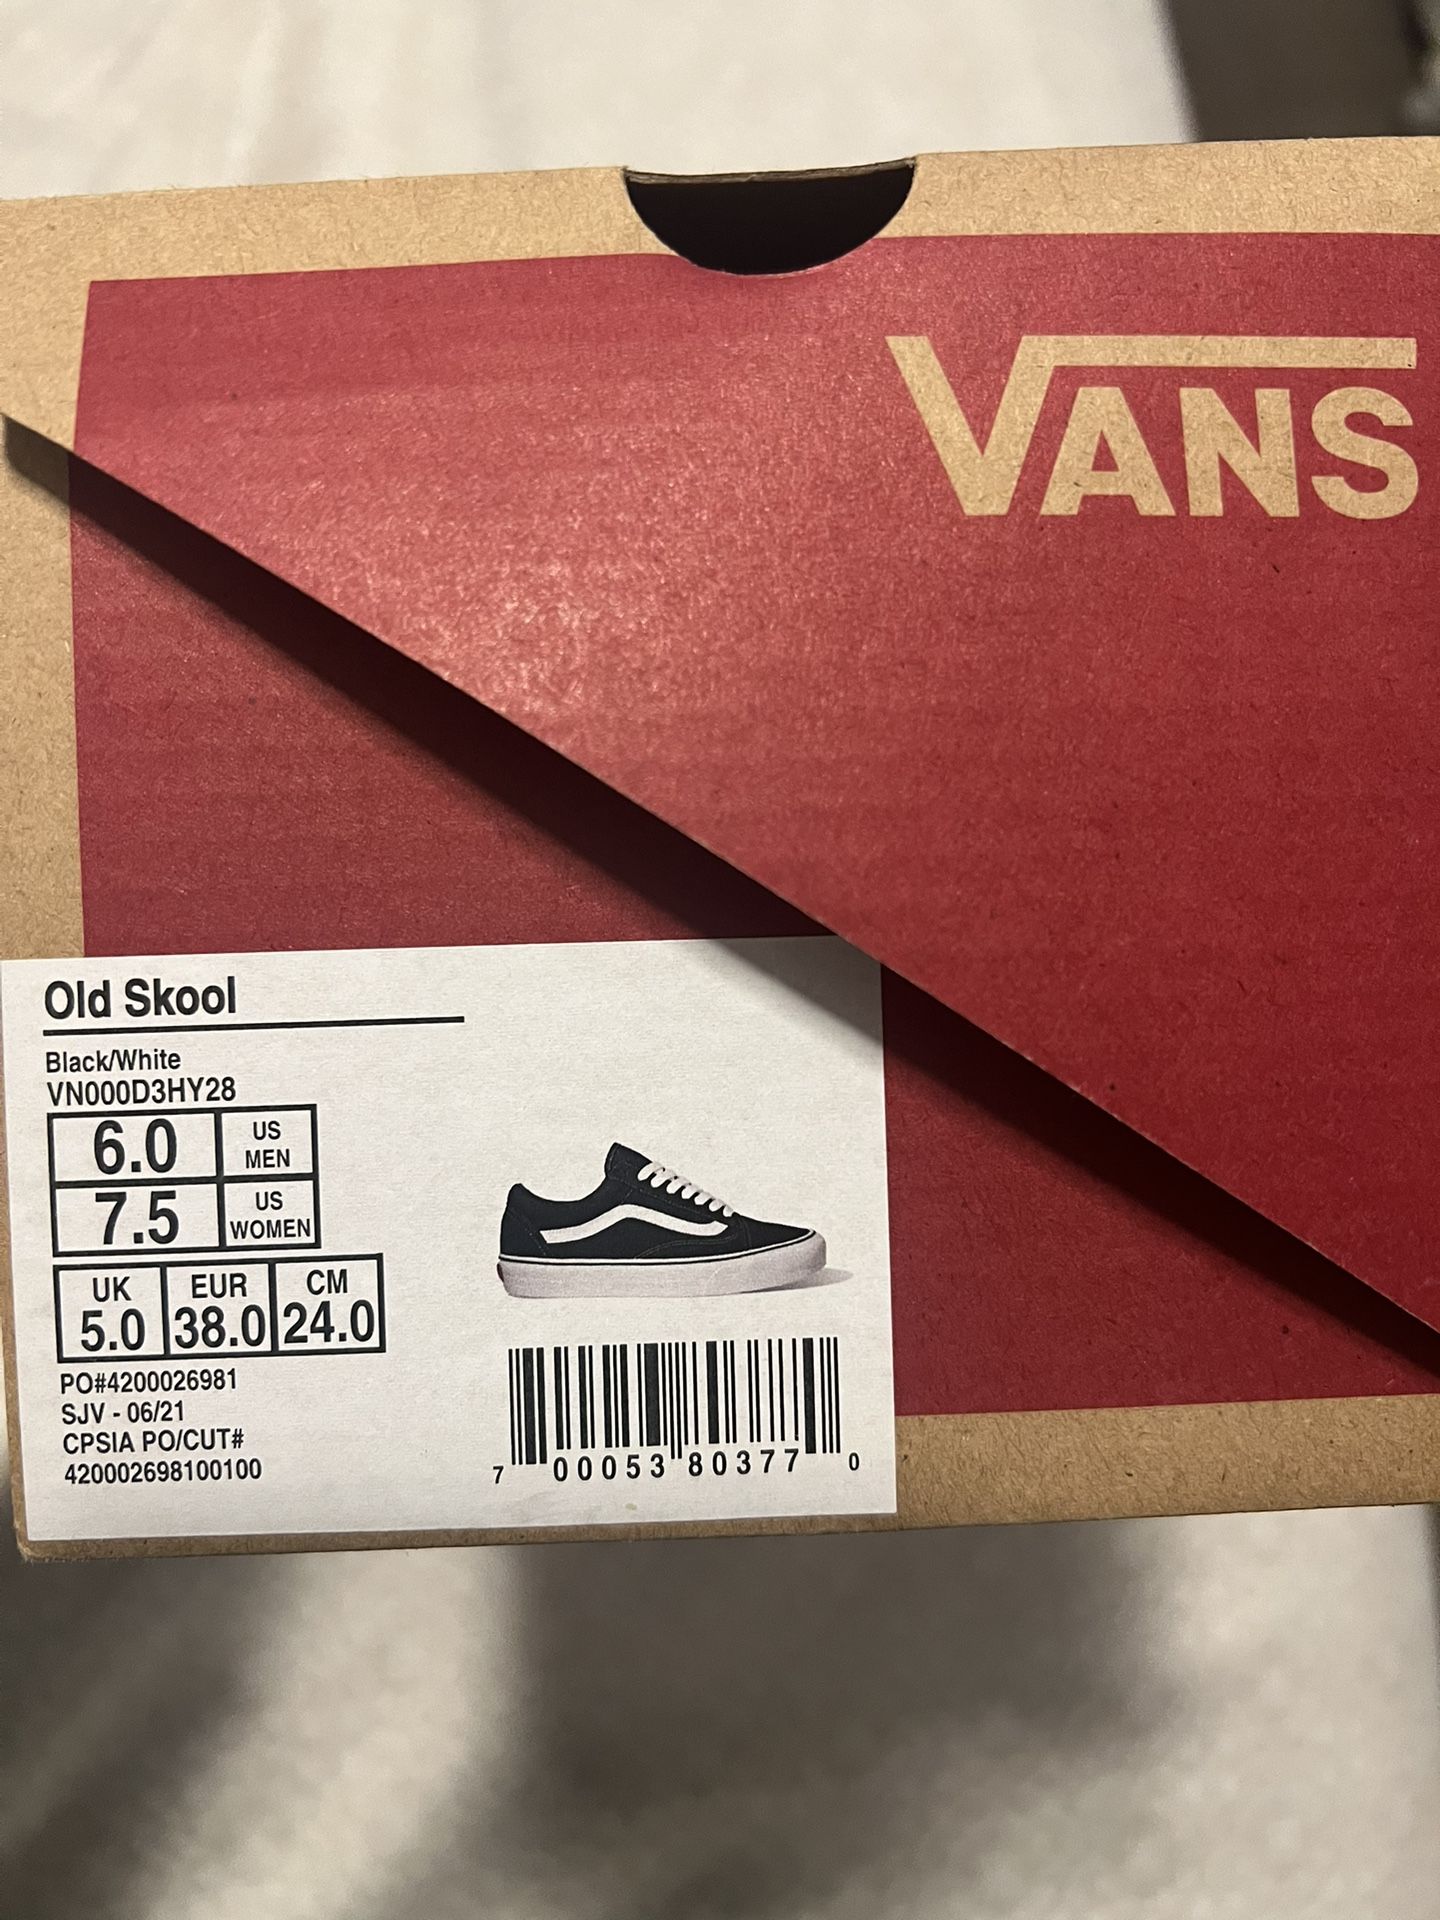 VANS
Old Skool
Black/White
VN000D3HY28
6.0 US MEN
7.5 US WOMEN
UK EUR CM
5.0 38.0 24.0
PO#4200026981
SJV - 06/21
CPSIA PO/CUT#
420002698100100
7 00053 80377 0